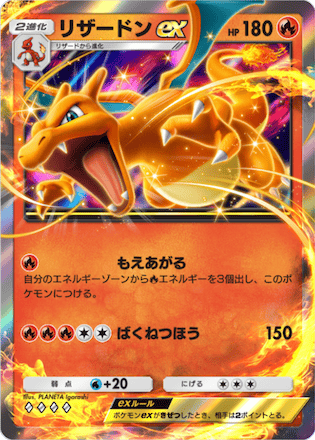 2進化 リザードンex HP180
リザードから進化
もえあがる
自分のエネルギーゾーンからエネルギーを3個出し、この
ポケモンにつける。
ばくねつほう 150
弱点 +20 にげる
Illus. PLANETA Igarashi
exルール
ポケモンexがきぜつしたとき、相手は2ポイントとる。